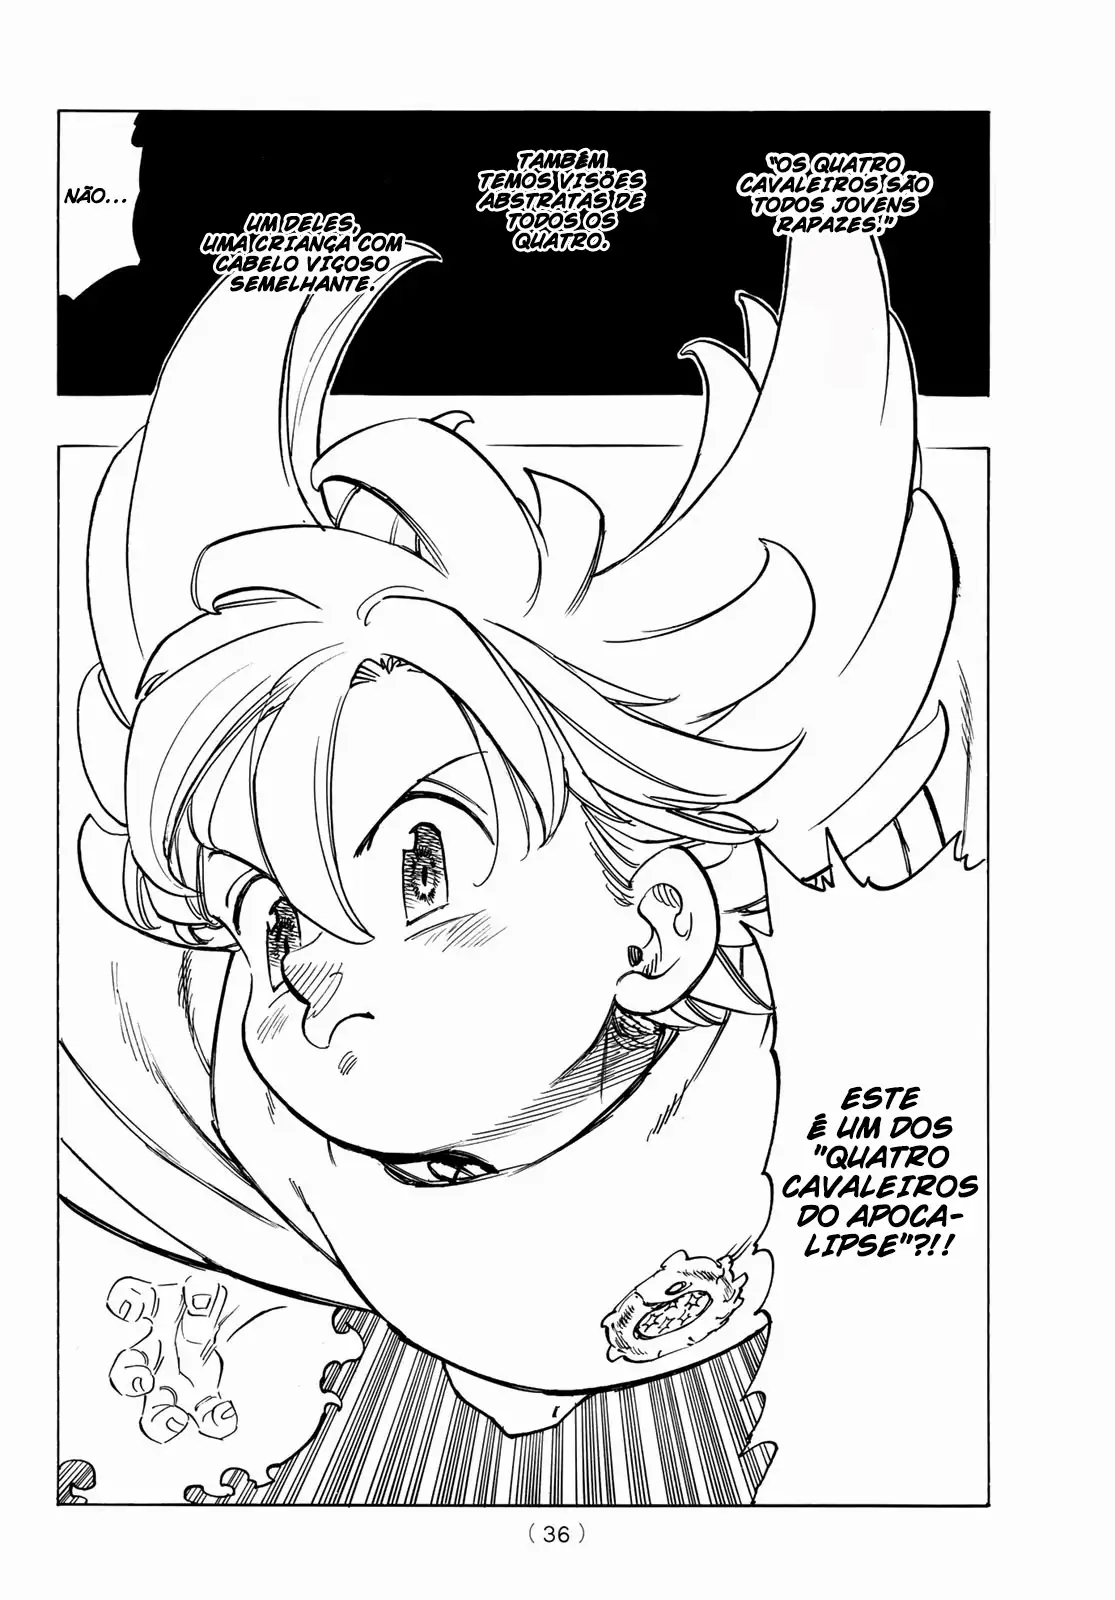 "OS QUATRO
CAVALEIROS SÃO
TODOS JOVENS
RAPAZES."
TAMBÉM
TEMOS VISÕES
ABSTRATAS DE
TODOS OS
QUATRO.
UM DELES,
UMA CRIANÇA COM
CABELO VIÇOSO
SEMELHANTE.
NÃO...
ESTE
É UM DOS
"QUATRO
CAVALEIROS
DO APOCA-
LIPSE"?!!
(36)